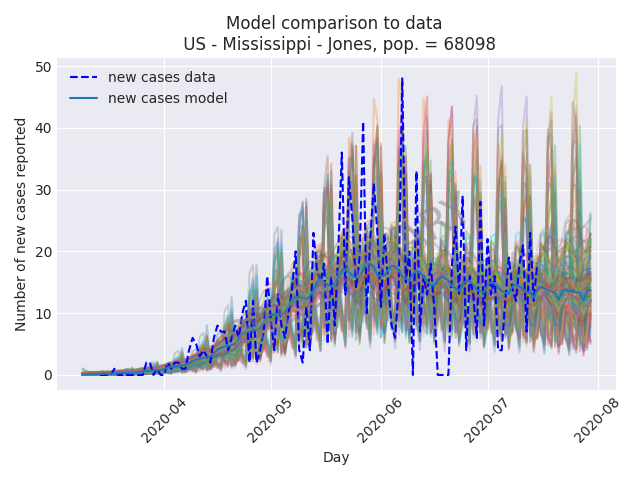 Model comparison to data
US - Mississippi - Jones, pop. = 68098
new cases data
new cases model
Number of new cases reported
50
40
30
20
10
0
2020-04
2020-05
2020-06
2020-07
2020-08
Day